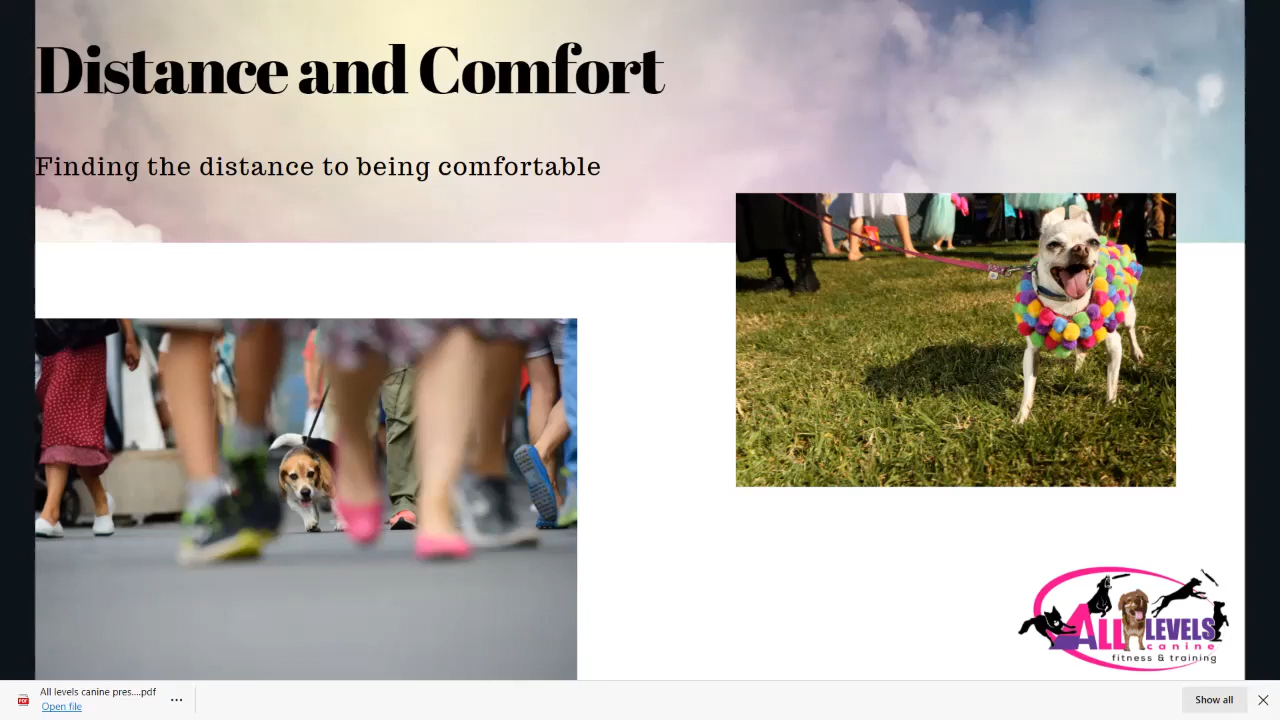 Distance and Comfort
Finding the distance to being comfortable
ALL LEVELS
canine
fitness & training
All levels canine pres....pdf
Open file
Show all
PDF